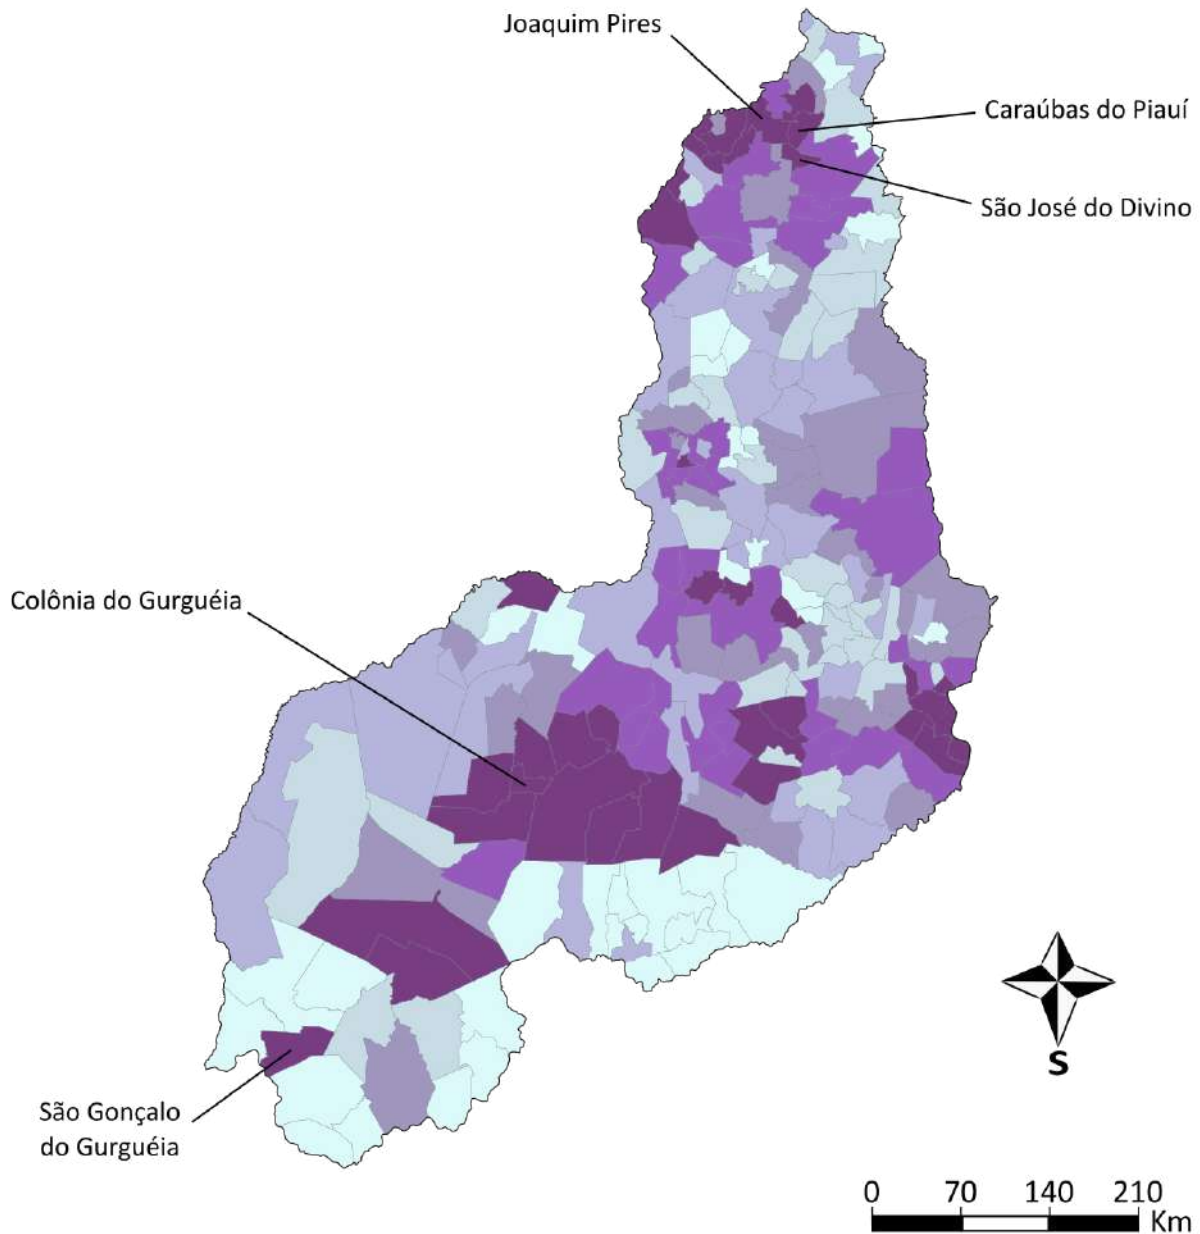 Joaquim Pires
Caraúbas do Piauí
São José do Divino
Colônia do Gurguéia
São Gonçalo
do Gurguéia
S
0 70 140 210
Km